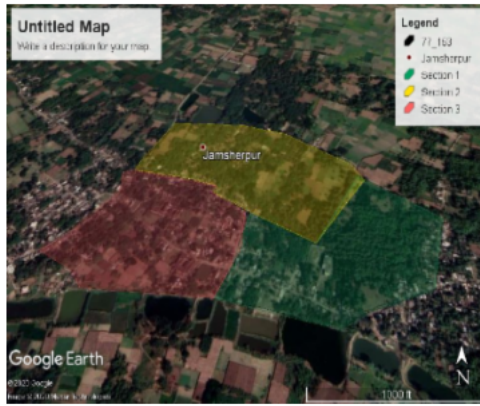 Untitled Map
Write a description for your map.
Legend
77_163
Jamsherpur
Section 1
Section 2
Section 3
Jamsherpur
Google Earth
©2023 Google
N
1000 ft